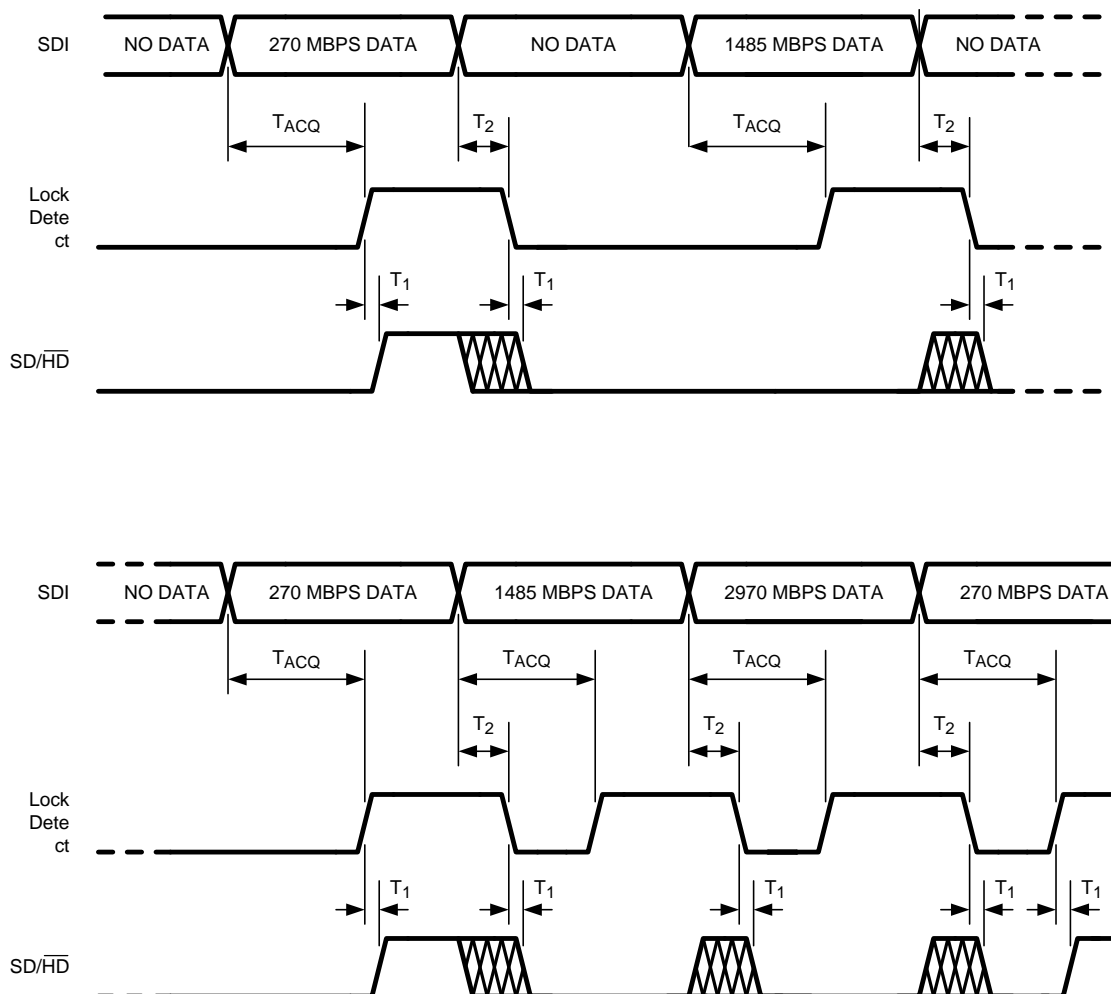 SDI NO DATA 270 MBPS DATA NO DATA 1485 MBPS DATA NO DATA
TACQ T2 TACQ T2
Lock
Dete
ct
T1 T1 T1
SD/HD
SDI NO DATA 270 MBPS DATA 1485 MBPS DATA 2970 MBPS DATA 270 MBPS DATA
TACQ TACQ TACQ TACQ
T2 T2 T2
Lock
Dete
ct
T1 T1 T1 T1 T1
SD/HD